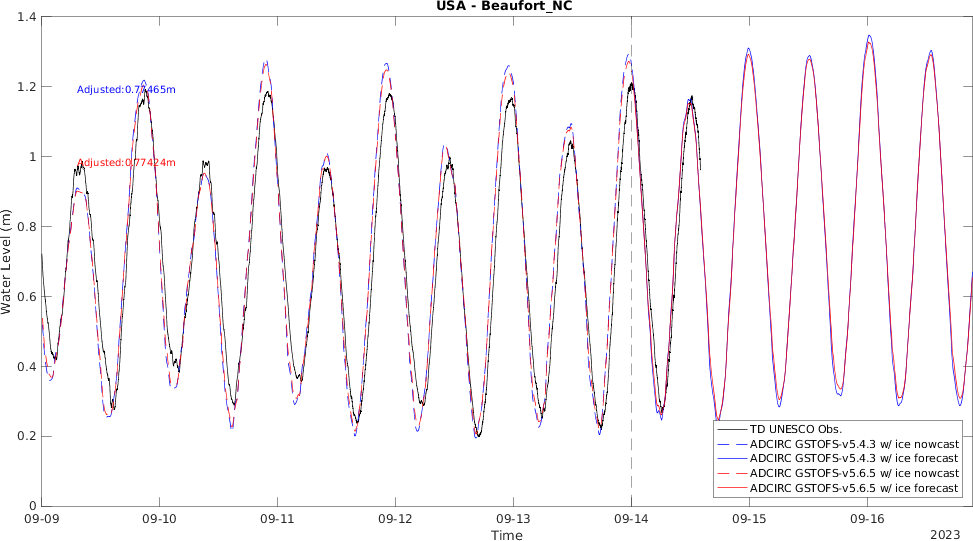 USA - Beaufort_NC
1.4
1.2
1
0.8
0.6
0.4
0.2
0
Water Level (m)
Adjusted:0.77465m
Adjusted:0.77424m
TD UNESCO Obs.
ADCIRC GSTOFS-v5.4.3 w/ ice nowcast
ADCIRC GSTOFS-v5.4.3 w/ ice forecast
ADCIRC GSTOFS-v5.6.5 w/ ice nowcast
ADCIRC GSTOFS-v5.6.5 w/ ice forecast
09-09 09-10 09-11 09-12 09-13 09-14 09-15 09-16
Time
2023